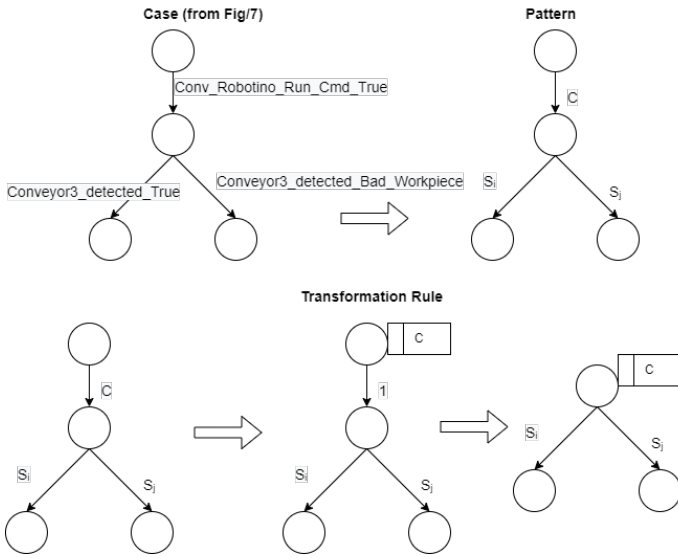 Case (from Fig/7)
Pattern
Conv_Robotino_Run_Cmd_True
C
Conveyor3_detected_True
Conveyor3_detected_Bad_Workpiece
Si
Sj
Transformation Rule
C
C
C
1
Si
Sj
Si
Sj
Si
Sj